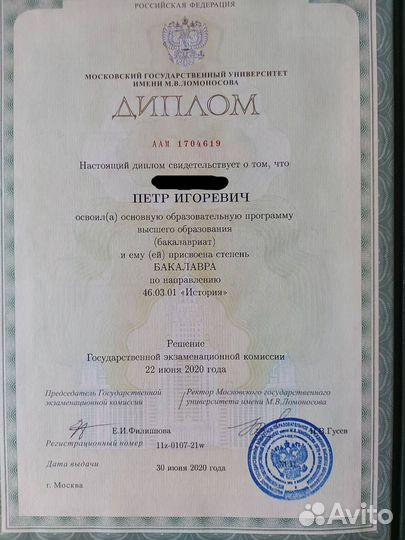 РОССИЙСКАЯ ФЕДЕРАЦИЯ
МОСКОВСКИЙ ГОСУДАРСТВЕННЫЙ УНИВЕРСИТЕТ
ИМЕНИ М.В.ЛОМОНОСОВА
ДИПЛОМ
ААМ 1704619
Настоящий диплом свидетельствует о том, что
ПЕТР ИГОРЕВИЧ
освоил(а) основную образовательную программу
высшего образования
(бакалавриат)
и ему (ей) присвоена степень
БАКАЛАВРА
по направлению
46.03.01 «История»
Решение
Государственной экзаменационной комиссии
22 июня 2020 года
Председатель Государственной экзаменационной комиссии
Ректор Московского государственного университета имени М.В.Ломоносова
Е.И.Филиппова
Гусев
Регистрационный номер 11z-0107-21w
Дата выдачи 30 июня 2020 года
г. Москва
Avito